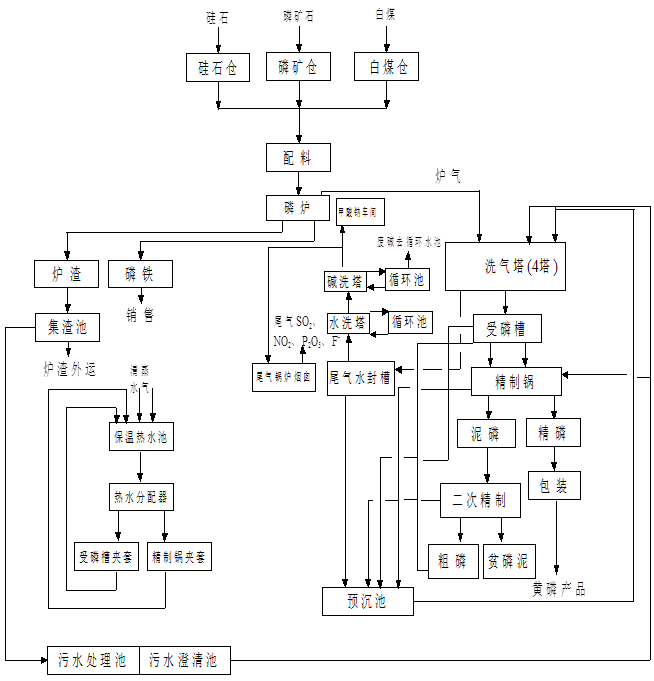 硅石 磷矿石 白煤
硅石仓 磷矿仓 白煤仓
配料
炉气
磷炉 甲酸钠车间
废碱去循环水池
炉渣 磷铁 碱洗塔 循环池 洗气塔(4塔)
销售
集渣池 尾气SO₂、 水洗塔 循环池 受磷槽
NO₂、P₂O₅、F⁻
炉渣外运 清蒸 尾气锅炉烟囱 尾气水封槽 精制锅
水气
保温热水池 泥磷 精磷
热水分配器 二次精制 包装
受磷槽夹套 精制锅夹套 粗磷 贫磷泥
黄磷产品
预沉池
污水处理池 污水澄清池